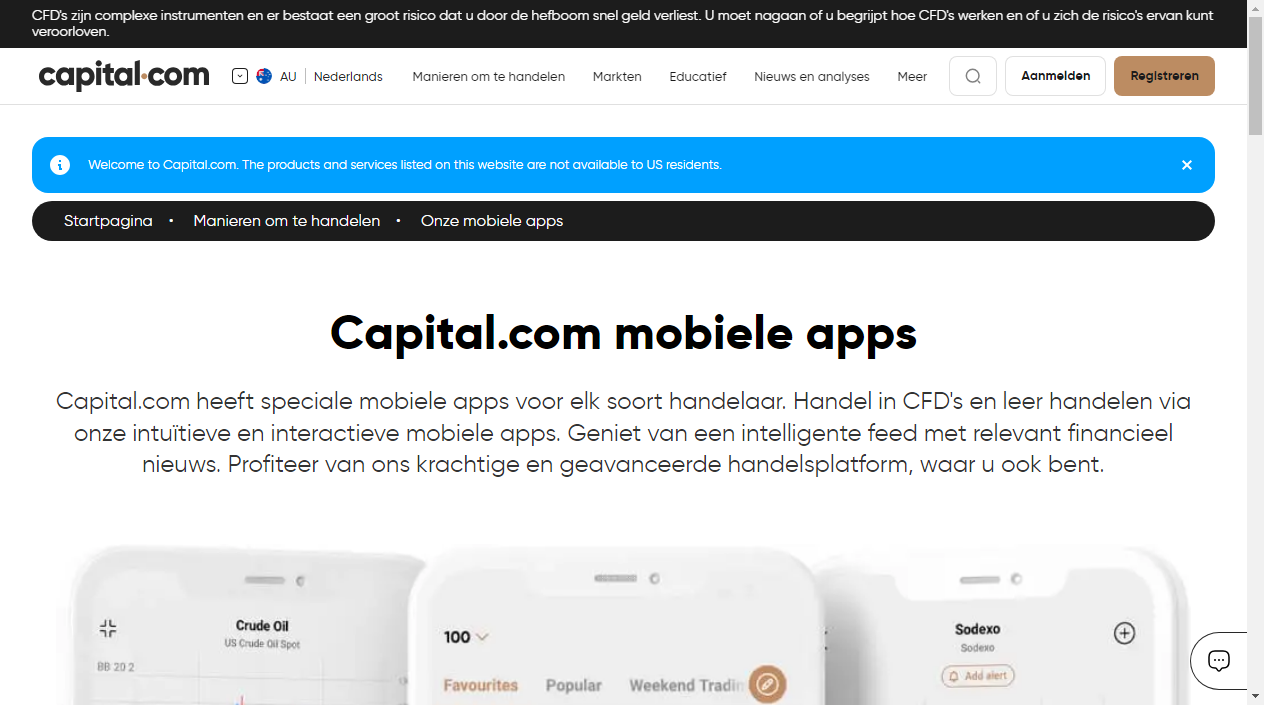 CFD's zijn complexe instrumenten en er bestaat een groot risico dat u door de hefboom snel geld verliest. U moet nagaan of u begrijpt hoe CFD's werken en of u zich de risico's ervan kunt
veroorloven.
capital.com AU Nederlands Manieren om te handelen Markten Educatief Nieuws en analyses Meer Aanmelden Registreren
Welcome to Capital.com. The products and services listed on this website are not available to US residents.
Startpagina • Manieren om te handelen • Onze mobiele apps
Capital.com mobiele apps
Capital.com heeft speciale mobiele apps voor elk soort handelaar. Handel in CFD's en leer handelen via
onze intuïtieve en interactieve mobiele apps. Geniet van een intelligente feed met relevant financieel
nieuws. Profiteer van ons krachtige en geavanceerde handelsplatform, waar u ook bent.
Crude Oil
US Crude Oil Spot
BB 20 2
100
Favourites Popular Weekend Tradin
Sodexo
Sodexo
Add alert